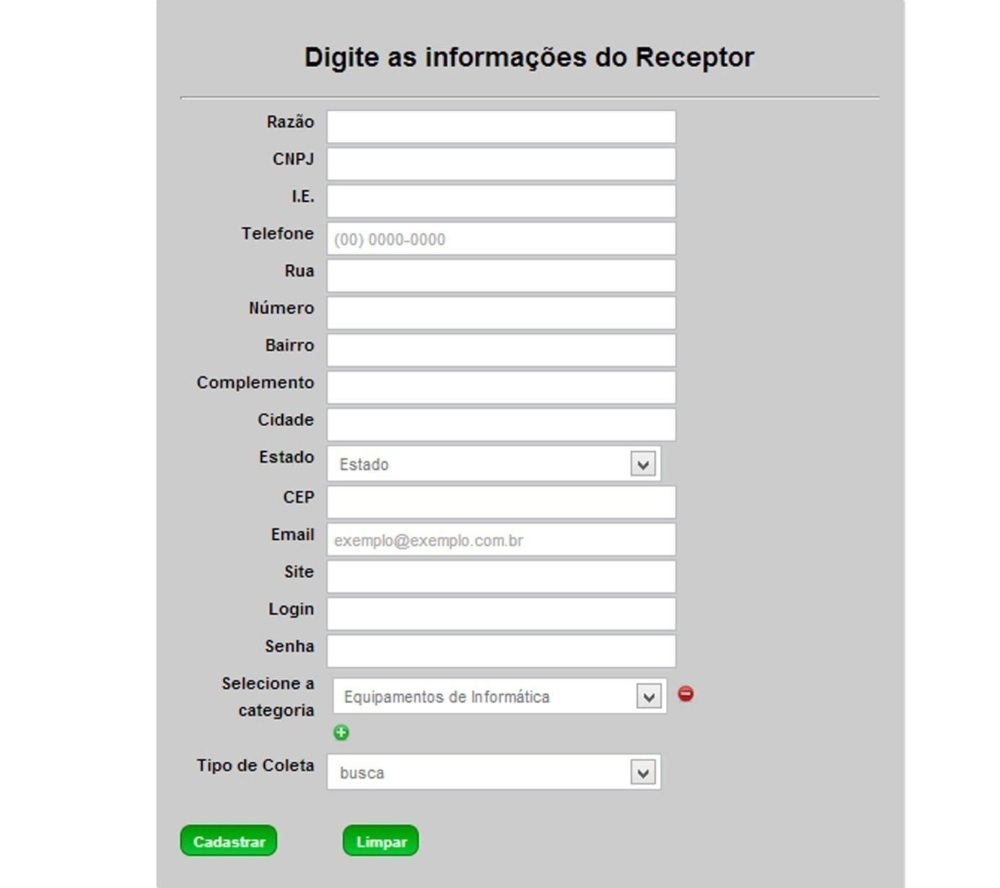 Digite as informações do Receptor
Razão
CNPJ
I.E.
Telefone (00) 0000-0000
Rua
Número
Bairro
Complemento
Cidade
Estado Estado
CEP
Email exemplo@exemplo.com.br
Site
Login
Senha
Selecione a
categoria Equipamentos de Informática
Tipo de Coleta busca
Cadastrar Limpar